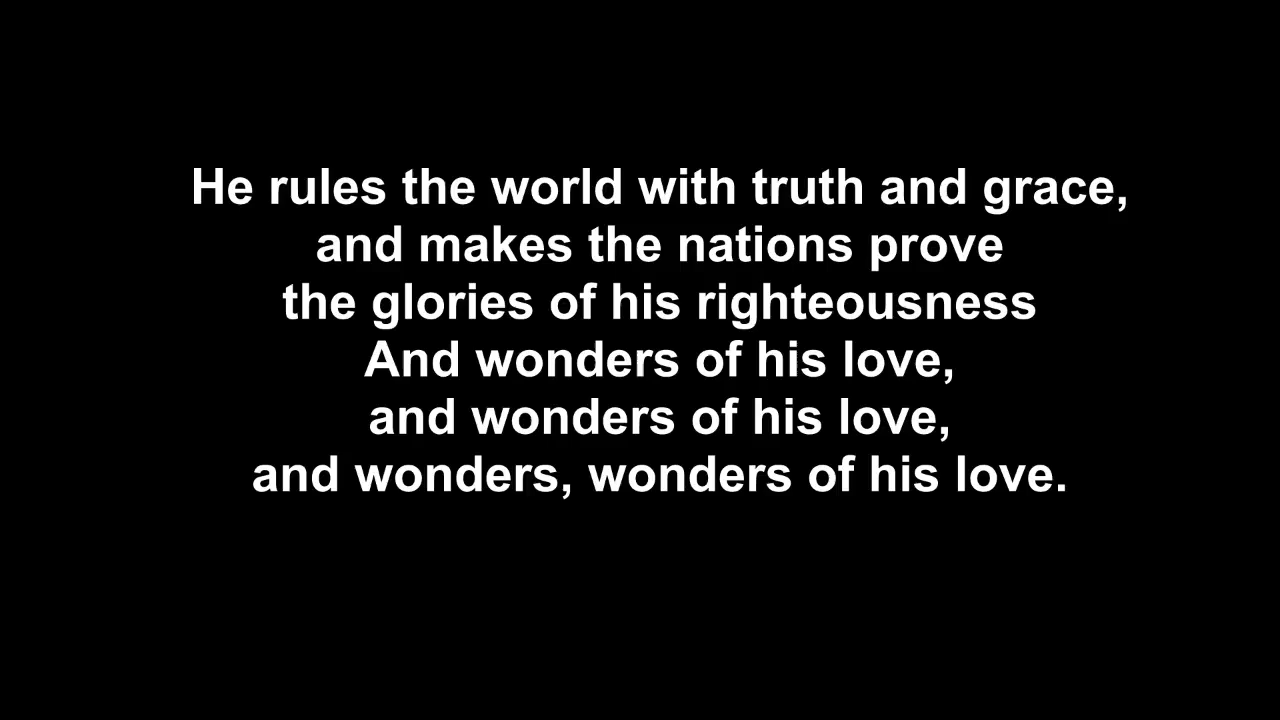 He rules the world with truth and grace,
and makes the nations prove
the glories of his righteousness
And wonders of his love,
and wonders of his love,
and wonders, wonders of his love.